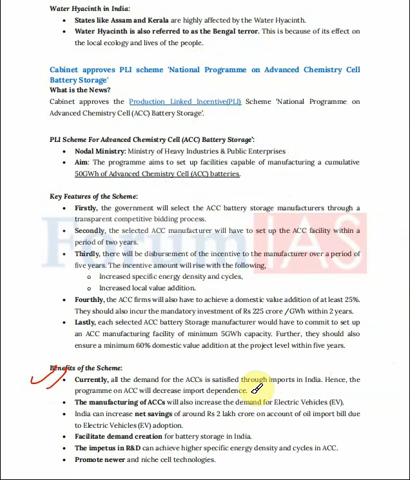 Water Hyacinth in India:
• States like Assam and Kerala are highly affected by the Water Hyacinth.
• Water Hyacinth is also referred to as the Bengal terror. This is because of its effect on
the local ecology and lives of the people.
Cabinet approves PLI scheme 'National Programme on Advanced Chemistry Cell
Battery Storage'
What is the News?
Cabinet approves the Production Linked Incentive(PLI) Scheme 'National Programme on
Advanced Chemistry Cell (ACC) Battery Storage'.
PLI Scheme For Advanced Chemistry Cell (ACC) Battery Storage':
• Nodal Ministry: Ministry of Heavy Industries & Public Enterprises
• Aim: The programme aims to set up facilities capable of manufacturing a cumulative
50GWh of Advanced Chemistry Cell (ACC) batteries.
Key Features of the Scheme:
• Firstly, the government will select the ACC battery storage manufacturers through a
transparent competitive bidding process.
• Secondly, the selected ACC manufacturer will have to set up the ACC facility within a
period of two years.
• Thirdly, there will be disbursement of the incentive to the manufacturer over a period of
five years. The incentive amount will rise with the following,
o Increased specific energy density and cycles,
o Increased local value addition.
• Fourthly, the ACC firms will also have to achieve a domestic value addition of at least 25%.
They should also incur the mandatory investment of Rs 225 crore /GWh within 2 years.
• Lastly, each selected ACC battery Storage manufacturer would have to commit to set up
an ACC manufacturing facility of minimum 5GWh capacity. Further, they should also
ensure a minimum 60% domestic value addition at the project level within five years.
Benefits of the Scheme:
• Currently, all the demand for the ACCs is satisfied through imports in India. Hence, the
programme on ACC will decrease import dependence.
• The manufacturing of ACCs will also increase the demand for Electric Vehicles (EV).
• India can increase net savings of around Rs 2 lakh crore on account of oil import bill due
to Electric Vehicles (EV) adoption.
• Facilitate demand creation for battery storage in India.
• The impetus in R&D can achieve higher specific energy density and cycles in ACC.
• Promote newer and niche cell technologies.
Forum IAS